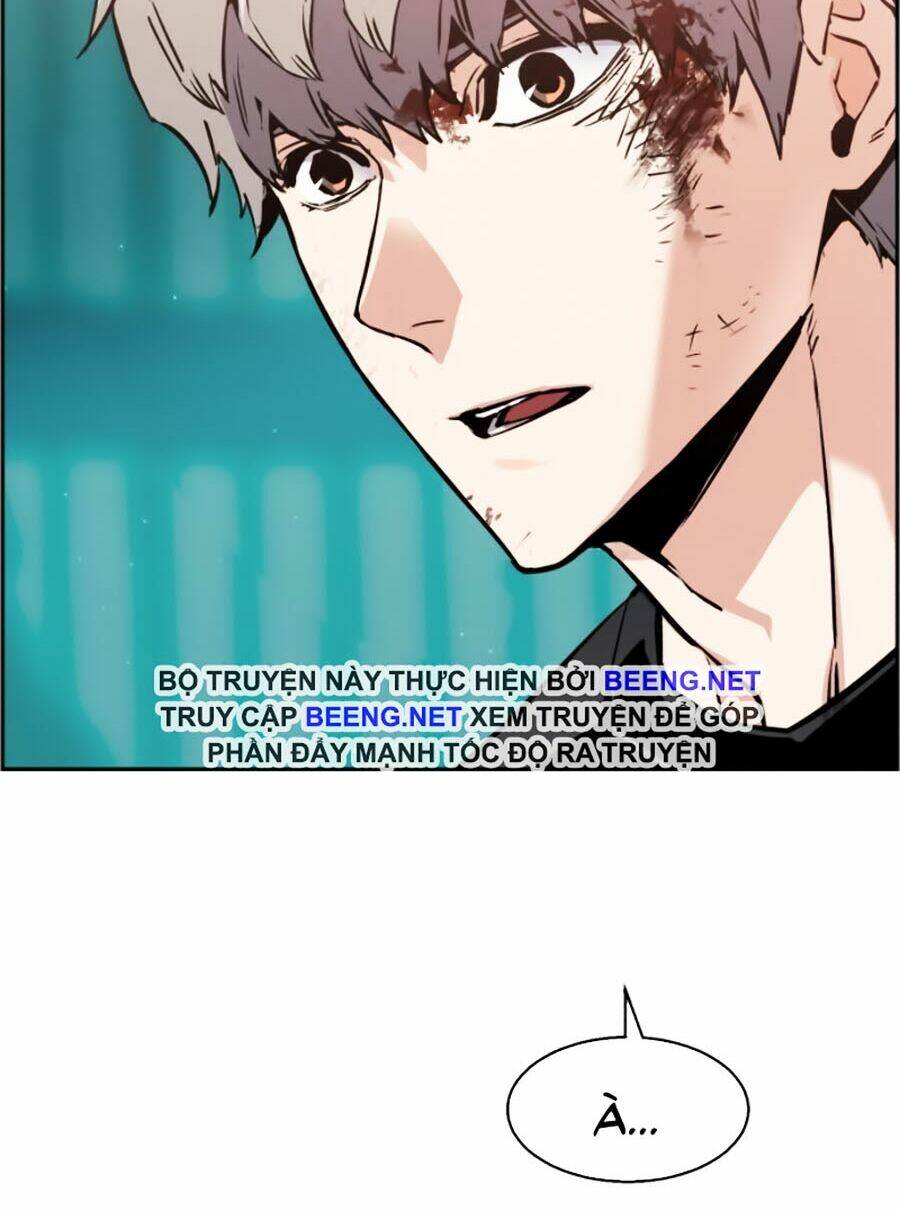 BỘ TRUYỆN NÀY THỰC HIỆN BỞI BEENG.NET
TRUY CẬP BEENG.NET XEM TRUYỆN ĐỂ GÓP
PHẦN ĐẨY MẠNH TỐC ĐỘ RA TRUYỆN
À...